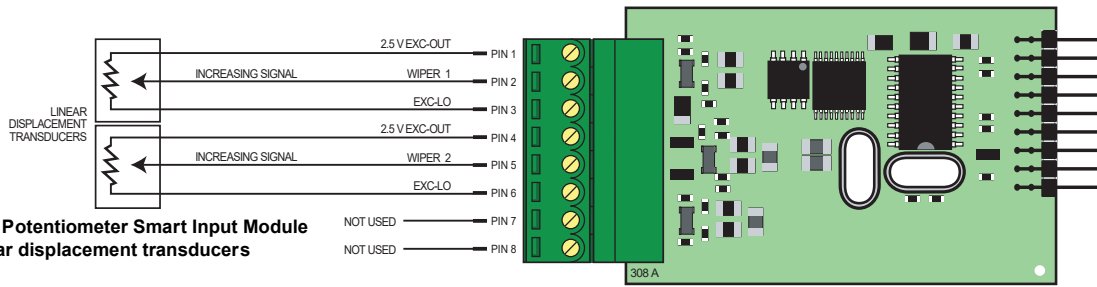 2.5 V EXC-OUT PIN 1
INCREASING SIGNAL WIPER 1 PIN 2
EXC-LO PIN 3
LINEAR
DISPLACEMENT
TRANSDUCERS
2.5 V EXC-OUT PIN 4
INCREASING SIGNAL WIPER 2 PIN 5
EXC-LO PIN 6
NOT USED PIN 7
NOT USED PIN 8
Potentiometer Smart Input Module
ar displacement transducers
308 A